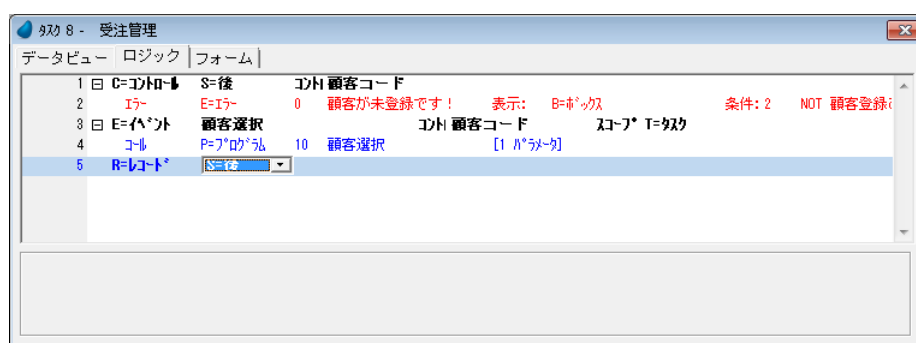 ﾀｽｸ 8 - 受注管理
データビュー ロジック フォーム
1 C=ｺﾝﾄﾛｰﾙ S=後 ｺﾝﾄ 顧客コード
2 ｴﾗｰ E=ｴﾗｰ 0 顧客が未登録です！ 表示: B=ﾎﾞｯｸｽ 条件: 2 NOT 顧客登録
3 E=ｲﾍﾞﾝﾄ 顧客選択 ｺﾝﾄ 顧客コード ｽｺｰﾌﾟ T=ﾀｽｸ
4 ｺｰﾙ P=ﾌﾟﾛｸﾞﾗﾑ 10 顧客選択 [1 ﾊﾟﾗﾒｰﾀ]
5 R=ﾚｺｰﾄﾞ S=後